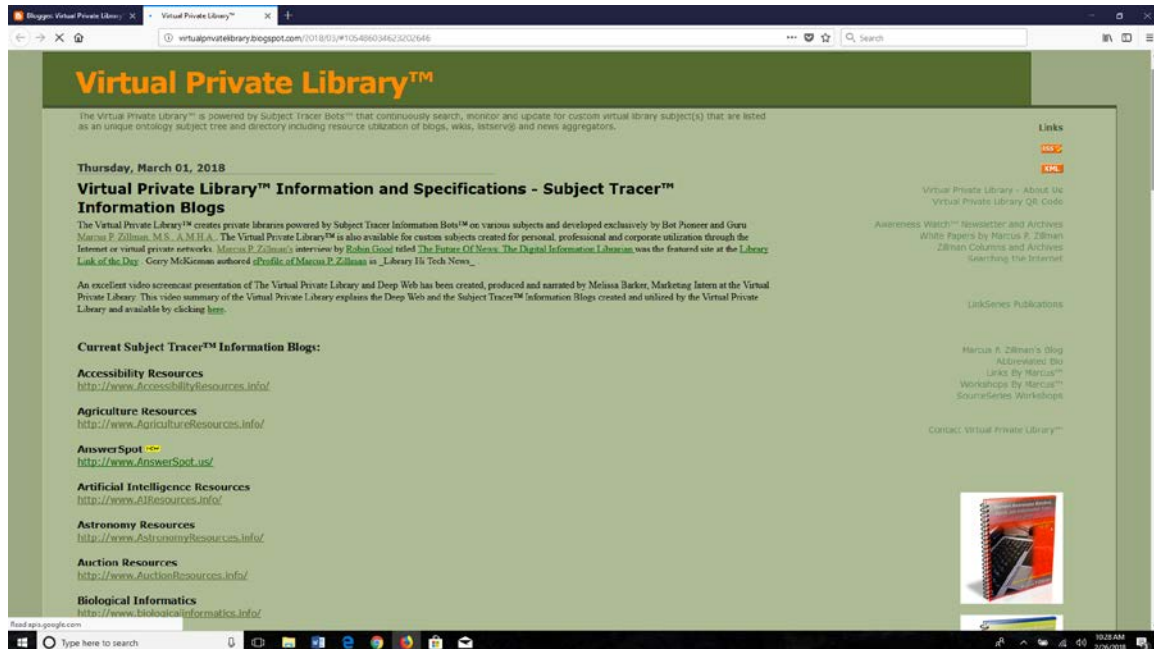 Blogger: Virtual Private Library
Virtual Private Library™
virtualprivatelibrary.blogspot.com/2018/03/#105486034623202646
Search
Virtual Private Library™
The Virtual Private Library™ is powered by Subject Tracer Bots™ that continuously search, monitor and update for custom virtual library subject(s) that are listed
as an unique ontology subject tree and directory including resource utilization of blogs, wikis, listserv® and news aggregators.
Thursday, March 01, 2018
Virtual Private Library™ Information and Specifications - Subject Tracer™
Information Blogs
The Virtual Private Library™ creates private libraries powered by Subject Tracer Information Bots™ on various subjects and developed exclusively by Bot Pioneer and Guru
Marcus P. Zillman, M.S., A.M.H.A. . The Virtual Private Library™ is also available for custom subjects created for personal, professional and corporate utilization through the
Internet or virtual private networks. Marcus P. Zillman's interview by Robin Good titled The Future Of News: The Digital Information Librarian was the featured site at the Library
Link of the Day . Gerry McKiernan authored eProfile of Marcus P. Zillman in _Library Hi Tech News_ .
An excellent video screencast presentation of The Virtual Private Library and Deep Web has been created, produced and narrated by Melissa Barker, Marketing Intern at the Virtual
Private Library. This video summary of the Virtual Private Library explains the Deep Web and the Subject Tracer™ Information Blogs created and utilized by the Virtual Private
Library and available by clicking here.
Current Subject Tracer™ Information Blogs:
Accessibility Resources
http://www.AccessibilityResources.info/
Agriculture Resources
http://www.AgricultureResources.info/
AnswerSpot
http://www.AnswerSpot.us/
Artificial Intelligence Resources
http://www.AIResources.info/
Astronomy Resources
http://www.AstronomyResources.info/
Auction Resources
http://www.AuctionResources.info/
Biological Informatics
http://www.biologicalinformatics.info/
Links
RSS
XML
Virtual Private Library - About Us
Virtual Private Library QR Code
Awareness Watch™ Newsletter and Archives
White Papers by Marcus P. Zillman
Zillman Columns and Archives
Searching the Internet
LinkSeries Publications
Marcus P. Zillman's Blog
Abbreviated Bio
Links By Marcus™
Workshops By Marcus™
SourceSeries Workshops
Contact Virtual Private Library™
Read apis.google.com
Type here to search
10:28 AM
2/26/2018